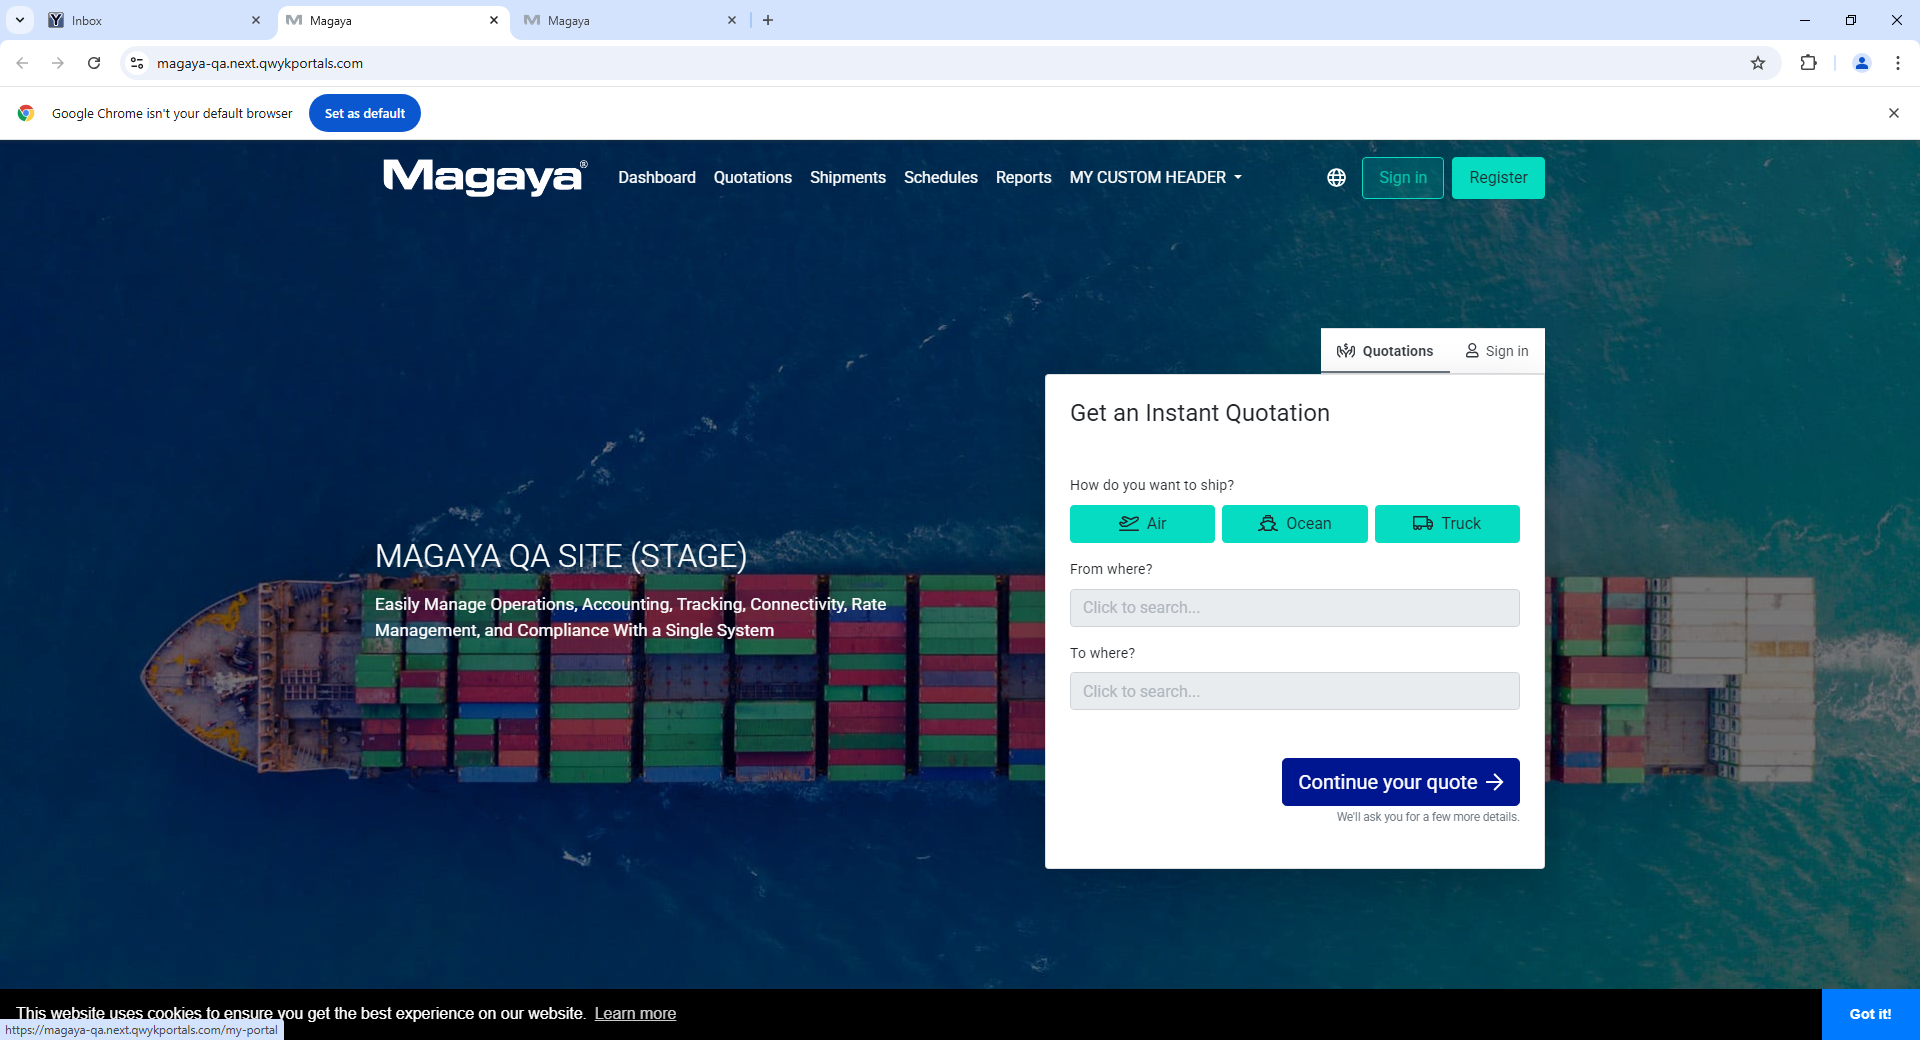 Inbox
Magaya
Magaya
magaya-qa.next.qwykportals.com
Google Chrome isn't your default browser
Set as default
Magaya®
Dashboard
Quotations
Shipments
Schedules
Reports
MY CUSTOM HEADER
Sign in
Register
Quotations
Sign in
Get an Instant Quotation
How do you want to ship?
Air
Ocean
Truck
From where?
Click to search...
To where?
Click to search...
Continue your quote
We'll ask you for a few more details.
MAGAYA QA SITE (STAGE)
Easily Manage Operations, Accounting, Tracking, Connectivity, Rate
Management, and Compliance With a Single System
This website uses cookies to ensure you get the best experience on our website. Learn more
Got it!
https://magaya-qa.next.qwykportals.com/my-portal